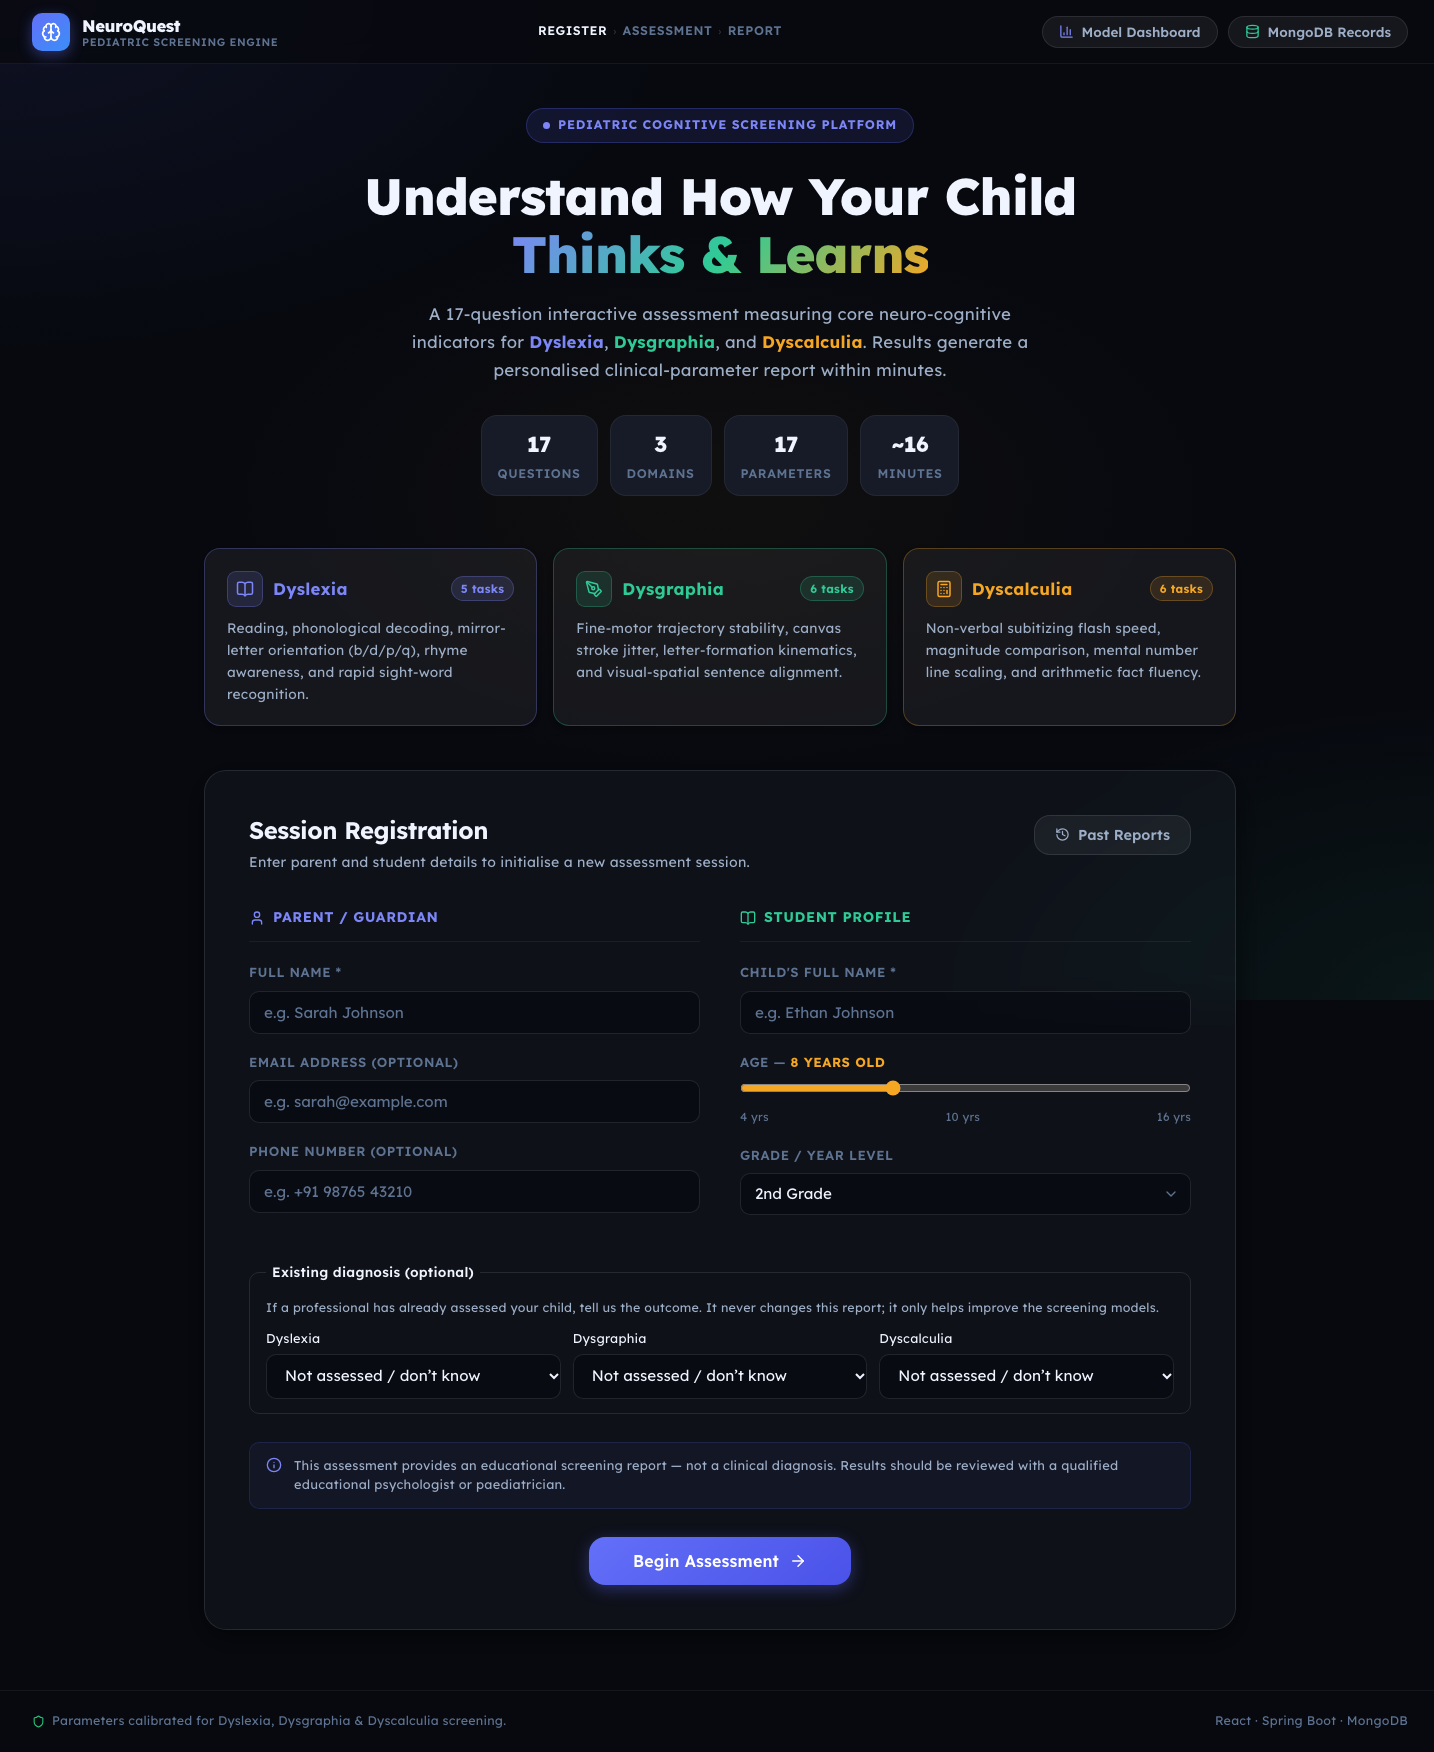 NeuroQuest
PEDIATRIC SCREENING ENGINE
REGISTER › ASSESSMENT › REPORT
Model Dashboard
MongoDB Records
PEDIATRIC COGNITIVE SCREENING PLATFORM
Understand How Your Child
Thinks & Learns
A 17-question interactive assessment measuring core neuro-cognitive
indicators for Dyslexia, Dysgraphia, and Dyscalculia. Results generate a
personalised clinical-parameter report within minutes.
17
QUESTIONS
3
DOMAINS
17
PARAMETERS
~16
MINUTES
Dyslexia
5 tasks
Reading, phonological decoding, mirror-
letter orientation (b/d/p/q), rhyme
awareness, and rapid sight-word
recognition.
Dysgraphia
6 tasks
Fine-motor trajectory stability, canvas
stroke jitter, letter-formation kinematics,
and visual-spatial sentence alignment.
Dyscalculia
6 tasks
Non-verbal subitizing flash speed,
magnitude comparison, mental number
line scaling, and arithmetic fact fluency.
Session Registration
Enter parent and student details to initialise a new assessment session.
Past Reports
PARENT / GUARDIAN
FULL NAME *
e.g. Sarah Johnson
EMAIL ADDRESS (OPTIONAL)
e.g. sarah@example.com
PHONE NUMBER (OPTIONAL)
e.g. +91 98765 43210
STUDENT PROFILE
CHILD'S FULL NAME *
e.g. Ethan Johnson
AGE — 8 YEARS OLD
4 yrs 10 yrs 16 yrs
GRADE / YEAR LEVEL
2nd Grade
Existing diagnosis (optional)
If a professional has already assessed your child, tell us the outcome. It never changes this report; it only helps improve the screening models.
Dyslexia
Not assessed / don’t know
Dysgraphia
Not assessed / don’t know
Dyscalculia
Not assessed / don’t know
This assessment provides an educational screening report — not a clinical diagnosis. Results should be reviewed with a qualified
educational psychologist or paediatrician.
Begin Assessment
Parameters calibrated for Dyslexia, Dysgraphia & Dyscalculia screening.
React · Spring Boot · MongoDB